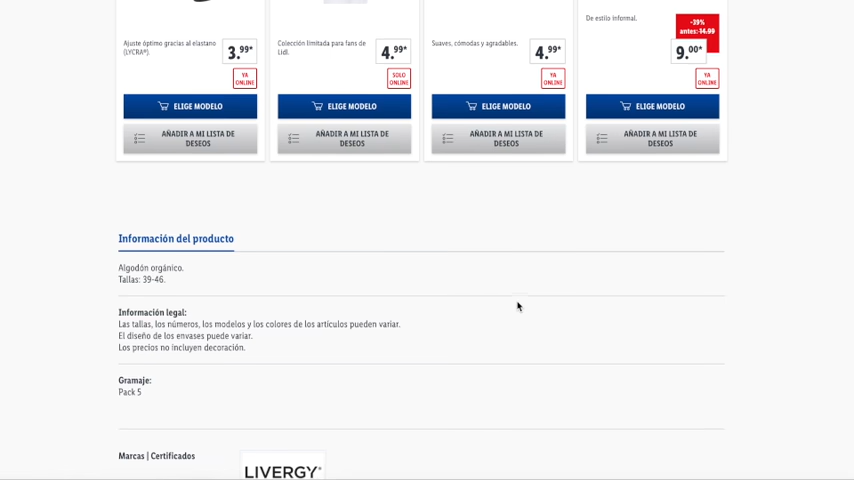 Ajuste óptimo gracias al elastano
(LYCRA®).
3.99*
YA
ONLINE
ELIGE MODELO
AÑADIR A MI LISTA DE
DESEOS
Colección limitada para fans de
Lidl.
4.99*
SOLO
ONLINE
ELIGE MODELO
AÑADIR A MI LISTA DE
DESEOS
Suaves, cómodas y agradables.
4.99*
YA
ONLINE
ELIGE MODELO
AÑADIR A MI LISTA DE
DESEOS
De estilo informal.
-39%
antes: 14.99
9.00*
YA
ONLINE
ELIGE MODELO
AÑADIR A MI LISTA DE
DESEOS
Información del producto
Algodón orgánico.
Tallas: 39-46.
Información legal:
Las tallas, los números, los modelos y los colores de los artículos pueden variar.
El diseño de los envases puede variar.
Los precios no incluyen decoración.
Gramaje:
Pack 5
Marcas | Certificados
LIVERGY®